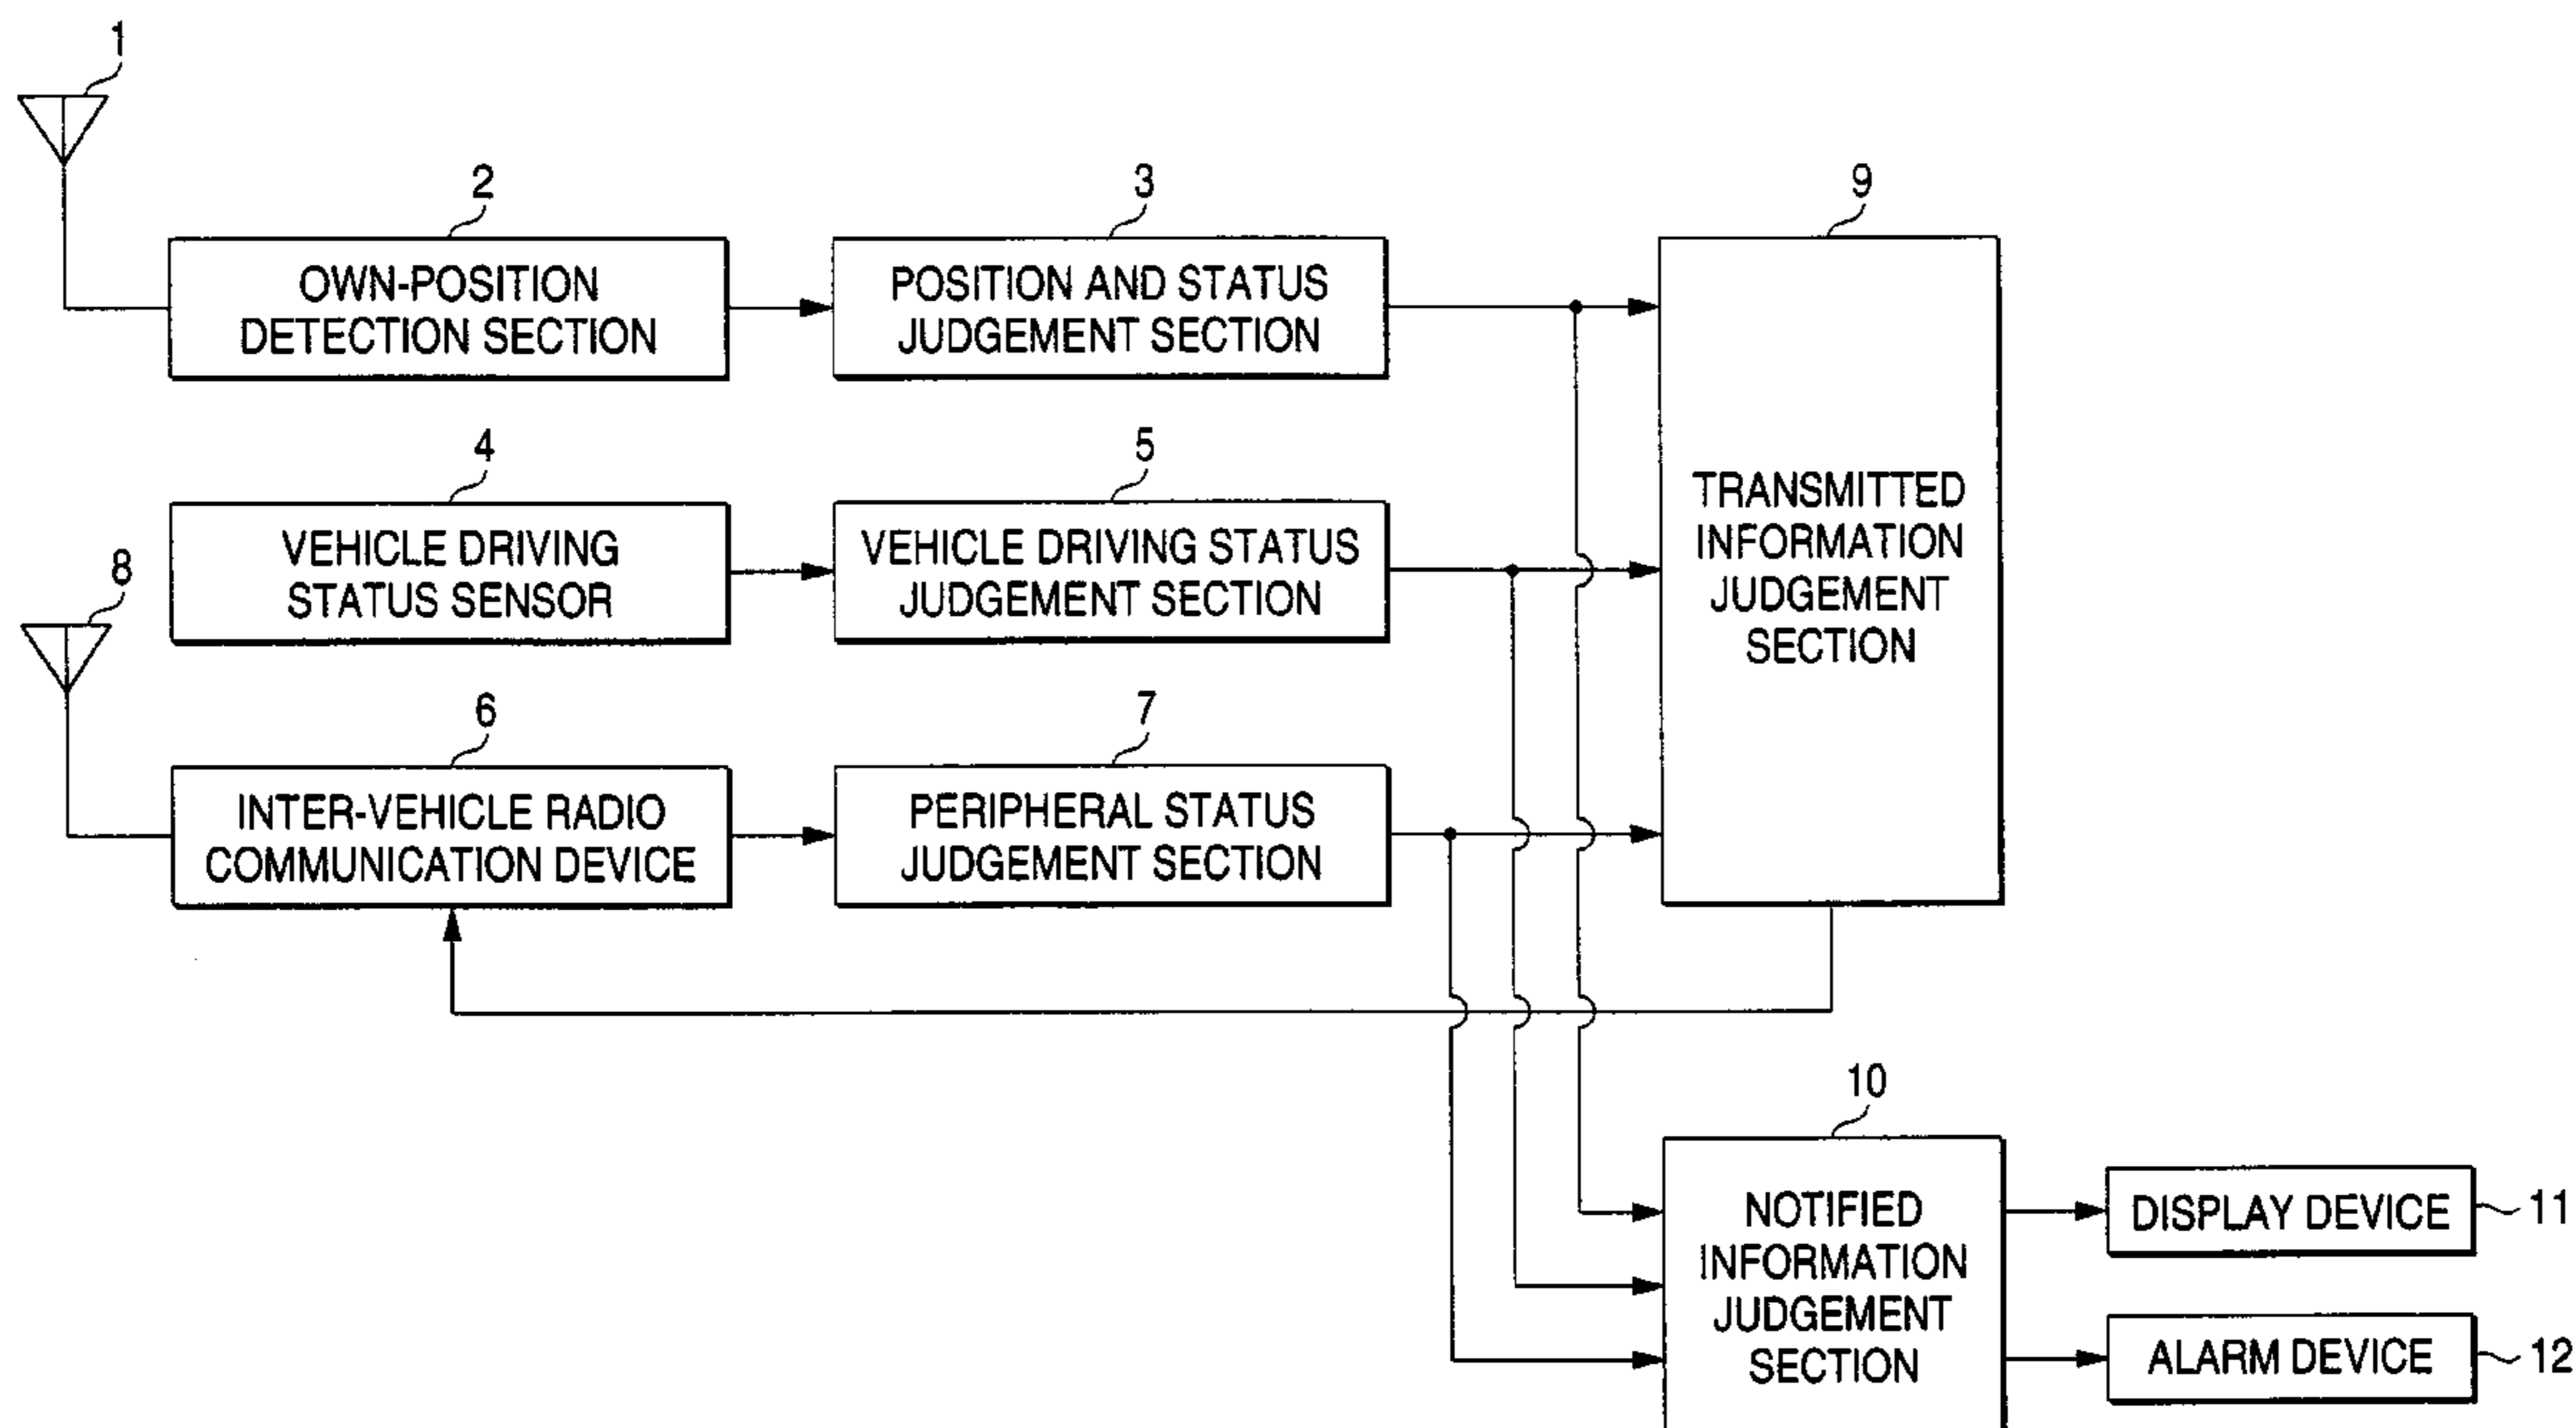 1
2
OWN-POSITION
DETECTION SECTION
3
POSITION AND STATUS
JUDGEMENT SECTION
9
TRANSMITTED
INFORMATION
JUDGEMENT
SECTION
4
VEHICLE DRIVING
STATUS SENSOR
5
VEHICLE DRIVING STATUS
JUDGEMENT SECTION
8
6
INTER-VEHICLE RADIO
COMMUNICATION DEVICE
7
PERIPHERAL STATUS
JUDGEMENT SECTION
10
NOTIFIED
INFORMATION
JUDGEMENT
SECTION
DISPLAY DEVICE
11
ALARM DEVICE
12